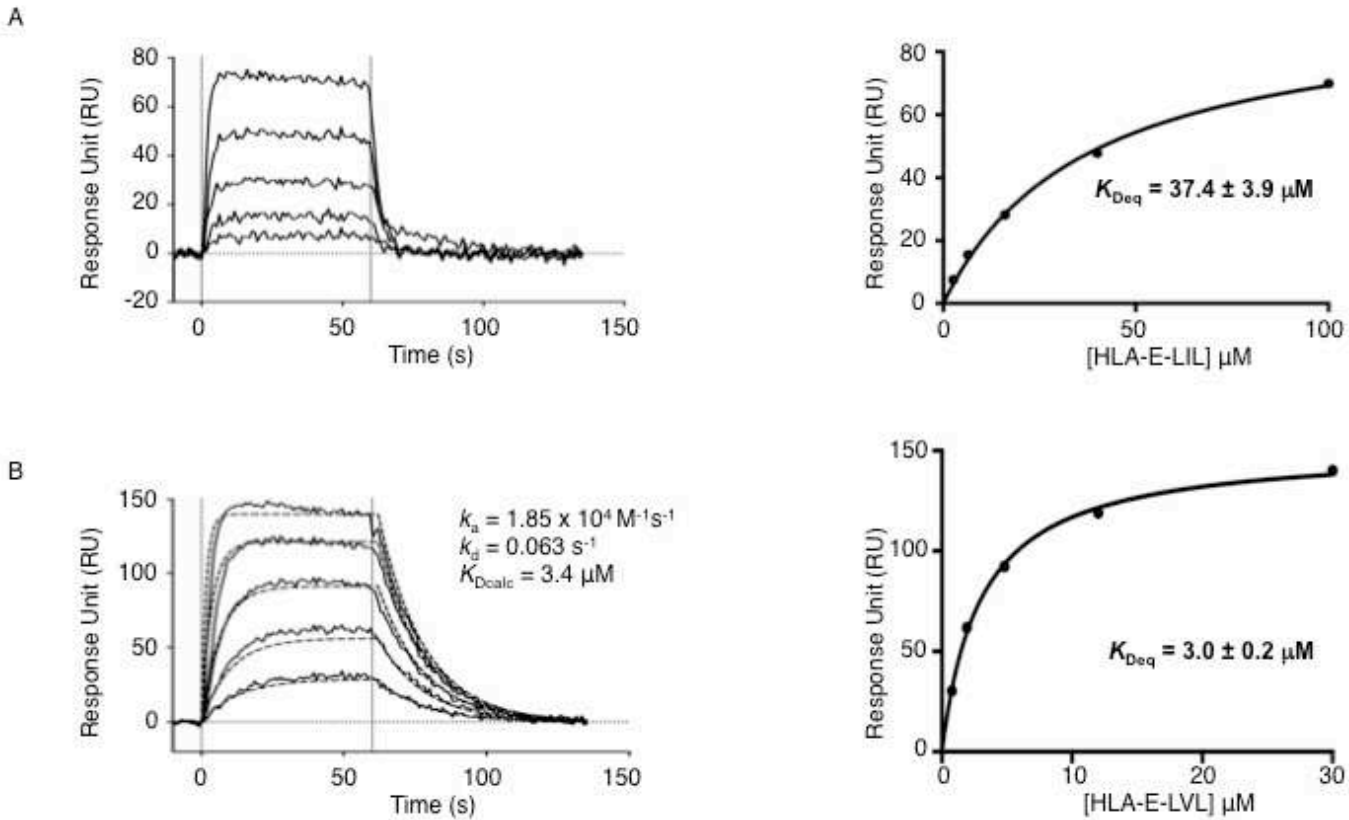 A
Response Unit (RU)
80
60
40
20
0
-20
0
50
100
150
Time (s)
Response Unit (RU)
80
60
40
20
0
K_Deq = 37.4 ± 3.9 µM
0
50
100
[HLA-E-LIL] µM
B
Response Unit (RU)
150
100
50
0
kₐ = 1.85 x 10⁴ M⁻¹s⁻¹
k_d = 0.063 s⁻¹
K_Dcalc = 3.4 µM
0
50
100
150
Time (s)
Response Unit (RU)
150
100
50
0
K_Deq = 3.0 ± 0.2 µM
0
10
20
30
[HLA-E-LVL] µM